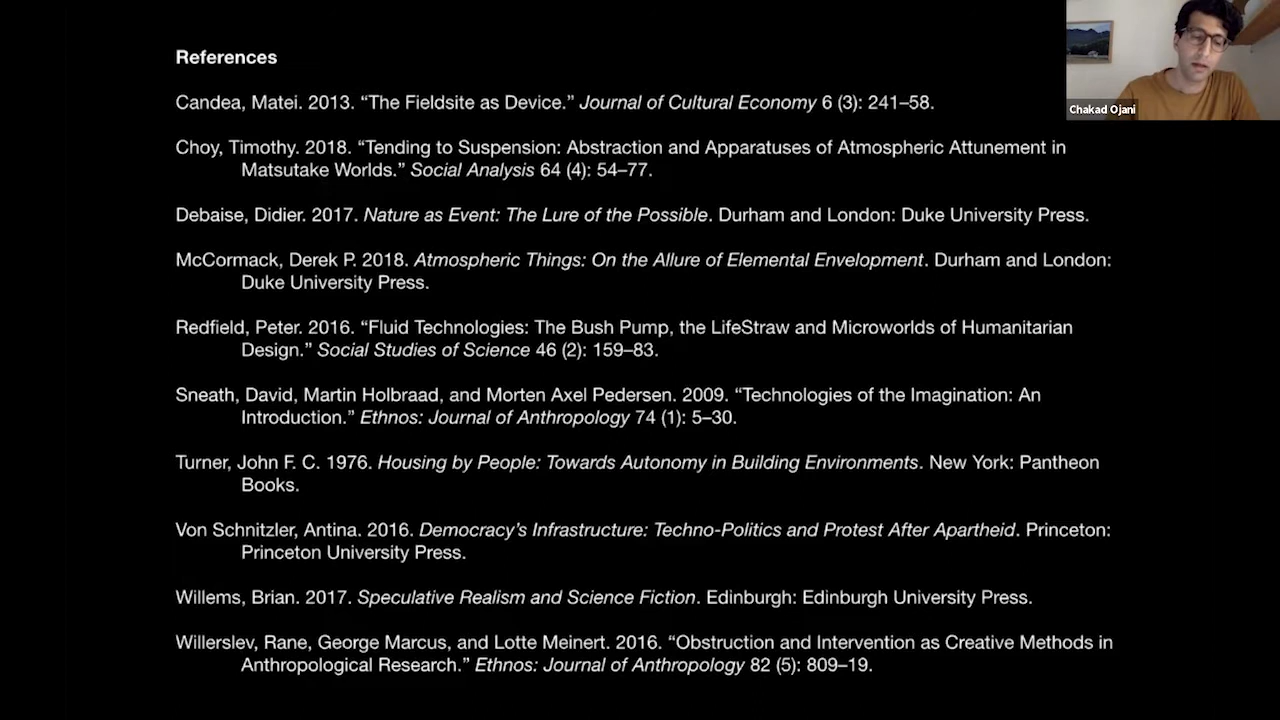 References
Candea, Matei. 2013. “The Fieldsite as Device.” Journal of Cultural Economy 6 (3): 241–58.
Choy, Timothy. 2018. “Tending to Suspension: Abstraction and Apparatuses of Atmospheric Attunement in
Matsutake Worlds.” Social Analysis 64 (4): 54–77.
Debaise, Didier. 2017. Nature as Event: The Lure of the Possible. Durham and London: Duke University Press.
McCormack, Derek P. 2018. Atmospheric Things: On the Allure of Elemental Envelopment. Durham and London:
Duke University Press.
Redfield, Peter. 2016. “Fluid Technologies: The Bush Pump, the LifeStraw and Microworlds of Humanitarian
Design.” Social Studies of Science 46 (2): 159–83.
Sneath, David, Martin Holbraad, and Morten Axel Pedersen. 2009. “Technologies of the Imagination: An
Introduction.” Ethnos: Journal of Anthropology 74 (1): 5–30.
Turner, John F. C. 1976. Housing by People: Towards Autonomy in Building Environments. New York: Pantheon
Books.
Von Schnitzler, Antina. 2016. Democracy’s Infrastructure: Techno-Politics and Protest After Apartheid. Princeton:
Princeton University Press.
Willems, Brian. 2017. Speculative Realism and Science Fiction. Edinburgh: Edinburgh University Press.
Willerslev, Rane, George Marcus, and Lotte Meinert. 2016. “Obstruction and Intervention as Creative Methods in
Anthropological Research.” Ethnos: Journal of Anthropology 82 (5): 809–19.
Chakad Ojani